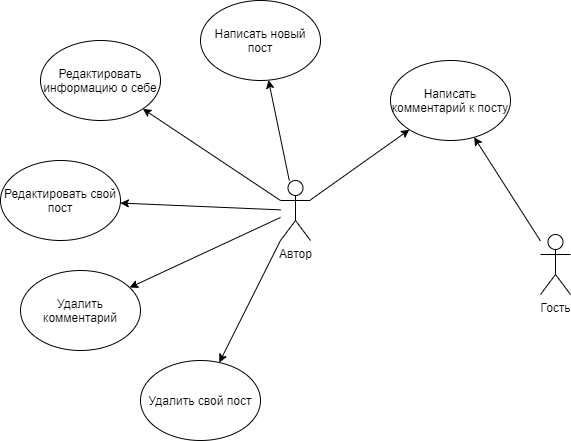 Написать новый
пост
Редактировать
информацию о себе
Написать
комментарий к посту
Редактировать свой
пост
Автор
Удалить
комментарий
Гость
Удалить свой пост